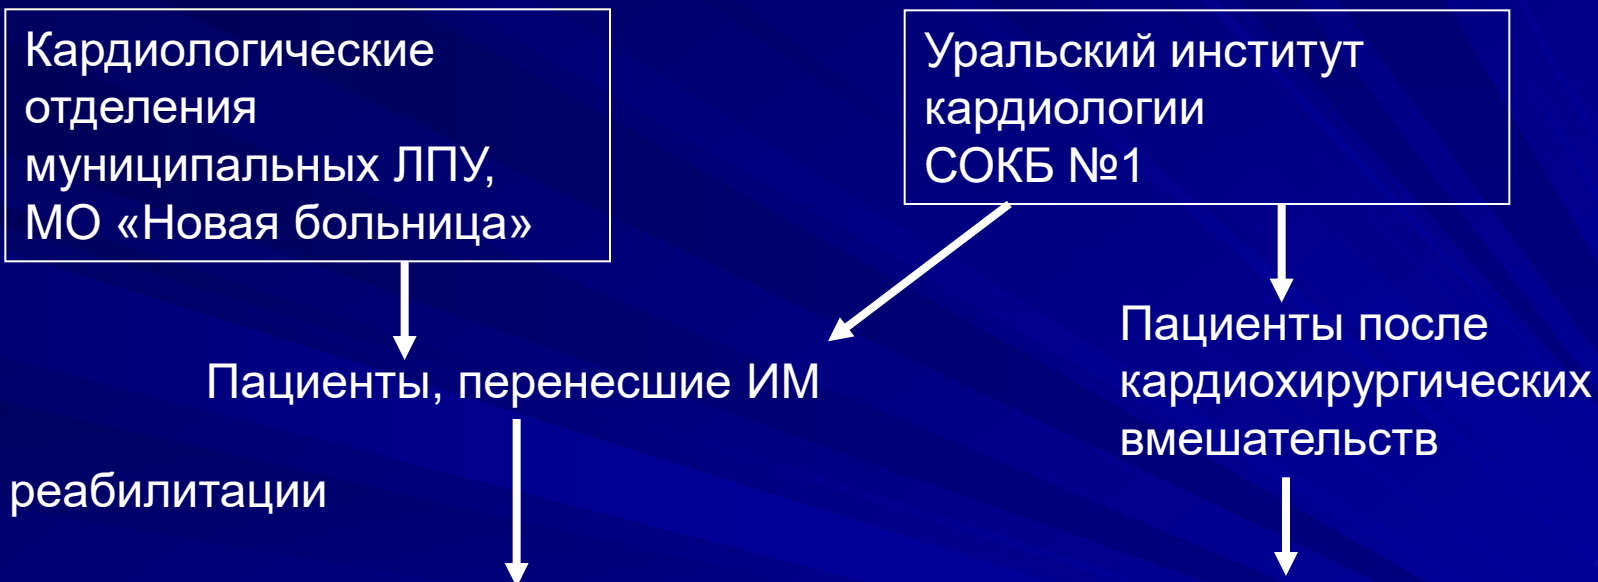 Кардиологические
отделения
муниципальных ЛПУ,
МО «Новая больница»
Уральский институт
кардиологии
СОКБ №1
Пациенты, перенесшие ИМ
Пациенты после
кардиохирургических
вмешательств
реабилитации